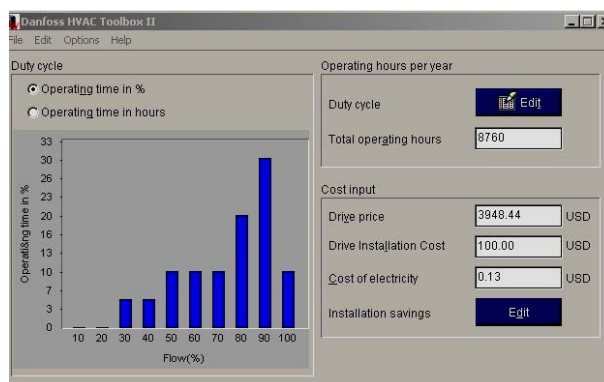 Danfoss HVAC Toolbox II
File Edit Options Help
Duty cycle
Operating time in %
Operating time in hours
33
30
26
23
20
16
13
10
7
3
0
Operati&ng time in %
10 20 30 40 50 60 70 80 90 100
Flow(%)
Operating hours per year
Duty cycle Edit
Total operating hours 8760
Cost input
Drive price 3948.44 USD
Drive Installation Cost 100.00 USD
Cost of electricity 0.13 USD
Installation savings Edit